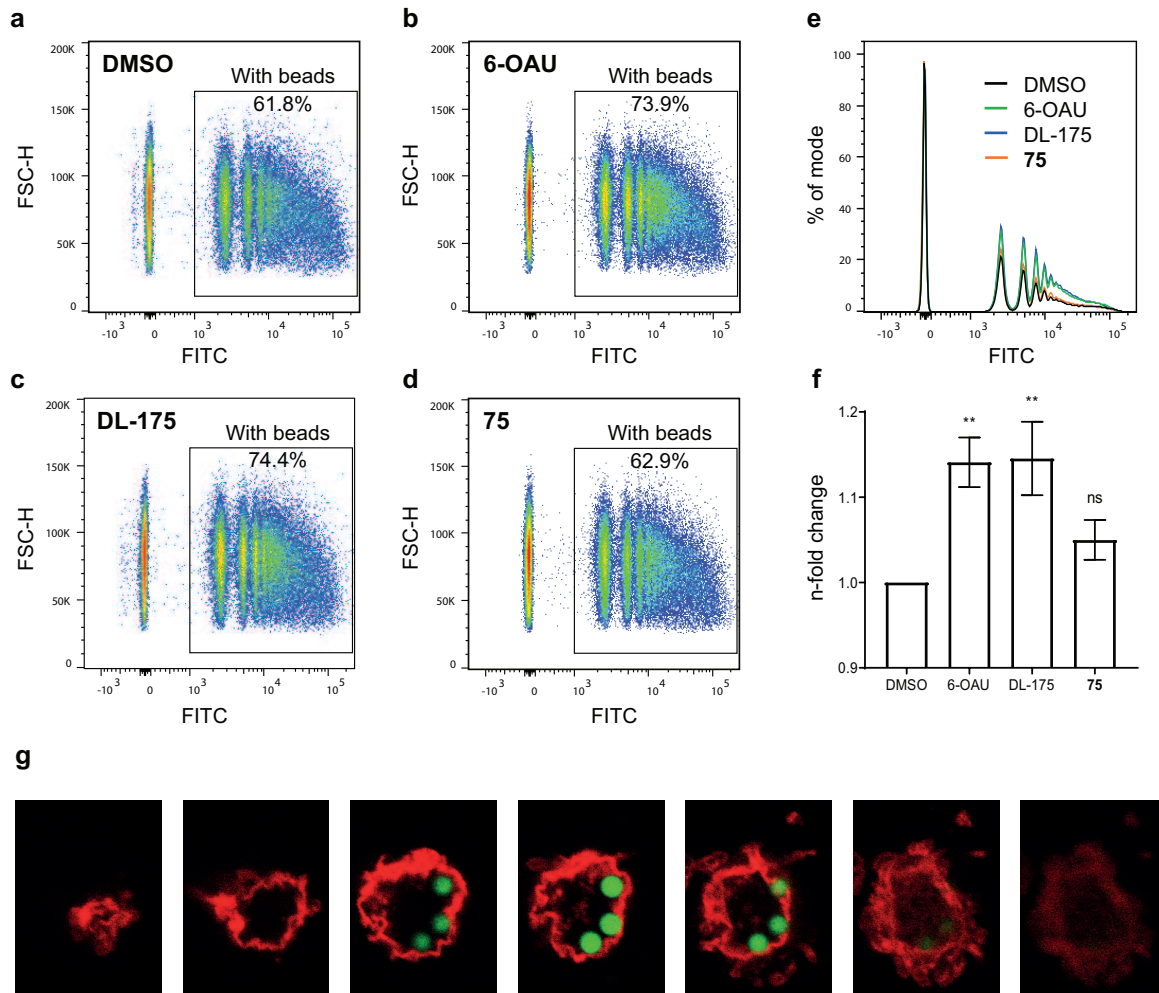 a
DMSO
With beads
61.8%
200K
150K
100K
50K
0
FSC-H
-10³ 0 10³ 10⁴ 10⁵
FITC
b
6-OAU
With beads
73.9%
200K
150K
100K
50K
0
FSC-H
-10³ 0 10³ 10⁴ 10⁵
FITC
e
100
80
60
40
20
0
% of mode
DMSO
6-OAU
DL-175
75
-10³ 0 10³ 10⁴ 10⁵
FITC
c
DL-175
With beads
74.4%
200K
150K
100K
50K
0
FSC-H
-10³ 0 10³ 10⁴ 10⁵
FITC
d
75
With beads
62.9%
200K
150K
100K
50K
0
FSC-H
-10³ 0 10³ 10⁴ 10⁵
FITC
f
1.2
1.1
1.0
0.9
n-fold change
**
**
ns
DMSO 6-OAU DL-175 75
g